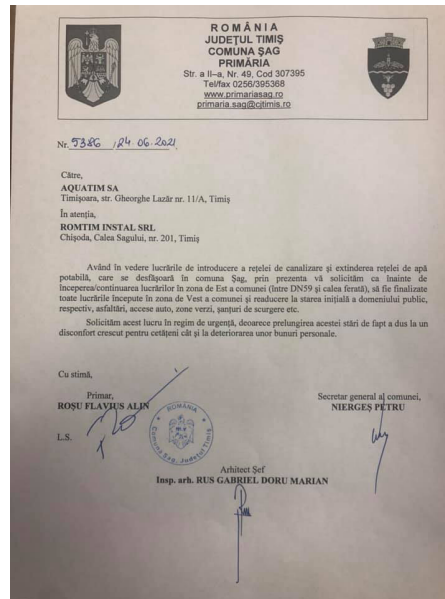 ROMÂNIA
JUDEȚUL TIMIȘ
COMUNA ȘAG
PRIMĂRIA
Str. a II–a, Nr. 49, Cod 307395
Tel/fax 0256/395368
www.primariasag.ro
primaria.sag@cjtimis.ro
Nr. 5386 / 24.06.2021
Către,
AQUATIM SA
Timișoara, str. Gheorghe Lazăr nr. 11/A, Timiș
În atenția,
ROMTIM INSTAL SRL
Chișoda, Calea Sagului, nr. 201, Timiș
Având în vedere lucrările de introducere a rețelei de canalizare și extinderea rețelei de apă
potabilă, care se desfășoară în comuna Șag, prin prezenta vă solicităm ca înainte de
începerea/continuarea lucrărilor în zona de Est a comunei (între DN59 și calea ferată), să fie finalizate
toate lucrările începute în zona de Vest a comunei și readucere la starea inițială a domeniului public,
respectiv, asfaltări, accese auto, zone verzi, șanțuri de scurgere etc.
Solicităm acest lucru în regim de urgență, deoarece prelungirea acestei stări de fapt a dus la un
disconfort crescut pentru cetățeni cât și la deteriorarea unor bunuri personale.
Cu stimă,
Primar,
ROȘU FLAVIUS ALIN
Secretar general al comunei,
NIERGEȘ PETRU
L.S.
ROMÂNIA
Comuna Șag, Județul Timiș
Arhitect Șef
Insp. arh. RUS GABRIEL DORU MARIAN